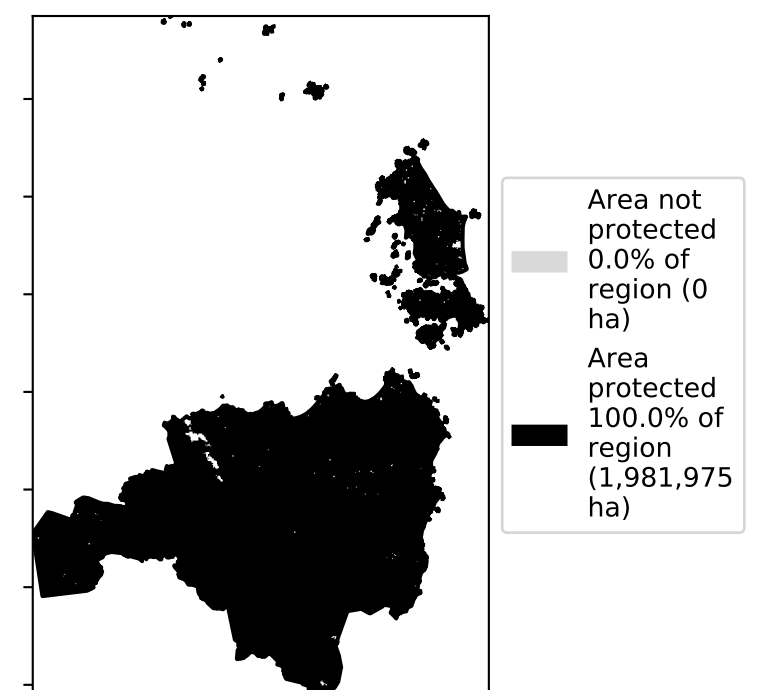 Area not
protected
0.0% of
region (0
ha)
Area
protected
100.0% of
region
(1,981,975
ha)